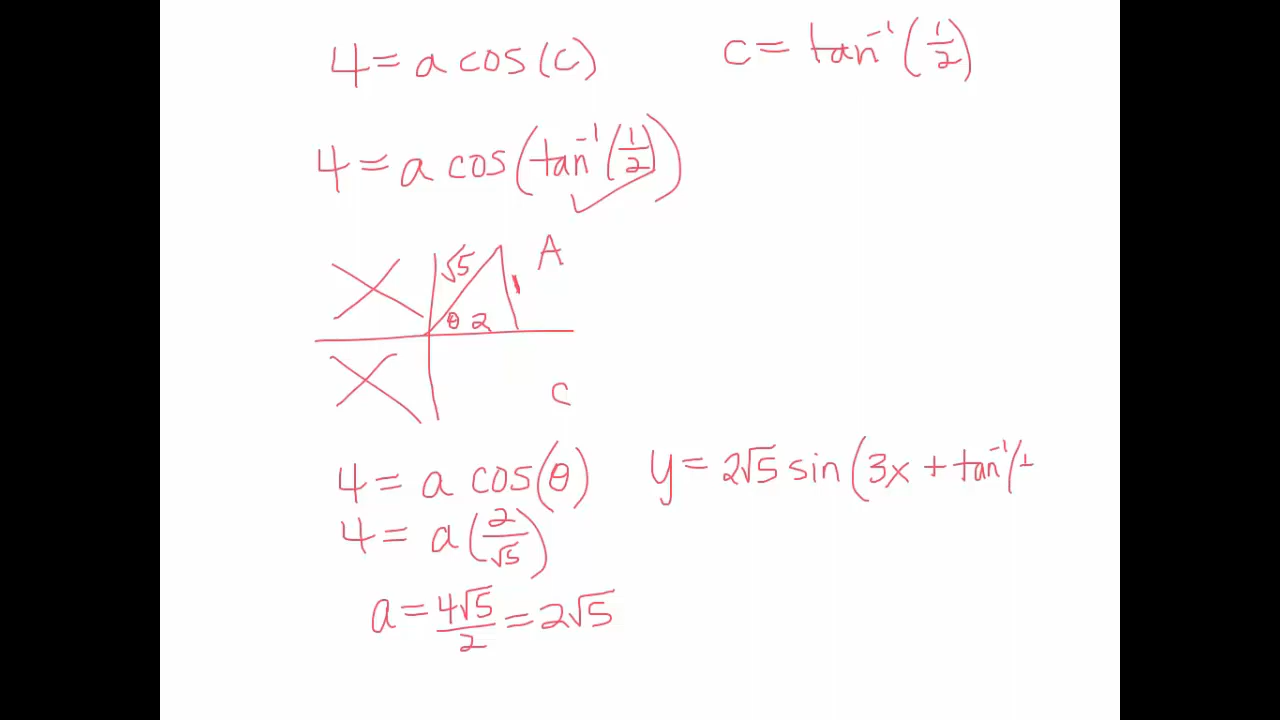 4 = a cos(c)
c = tan⁻¹(1/2)
4 = a cos(tan⁻¹(1/2))
√5
A
θ 2
C
4 = a cos(θ)
y = 2√5 sin(3x + tan⁻¹(
4 = a(2/√5)
a = 4√5/2 = 2√5